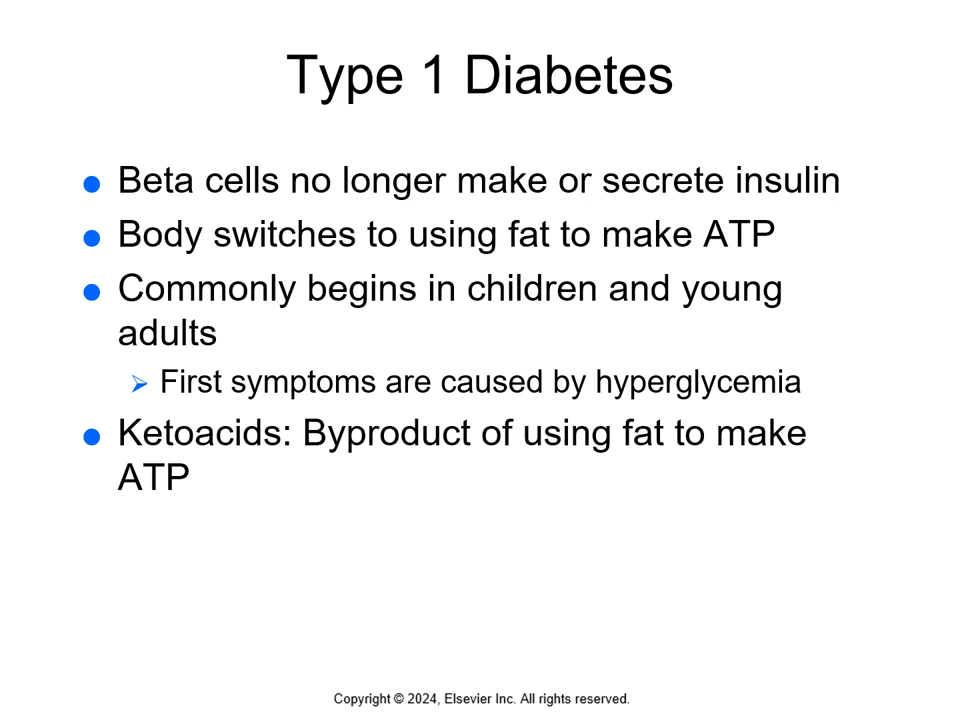 Type 1 Diabetes
Beta cells no longer make or secrete insulin
Body switches to using fat to make ATP
Commonly begins in children and young
adults
First symptoms are caused by hyperglycemia
Ketoacids: Byproduct of using fat to make
ATP
Copyright © 2024, Elsevier Inc. All rights reserved.